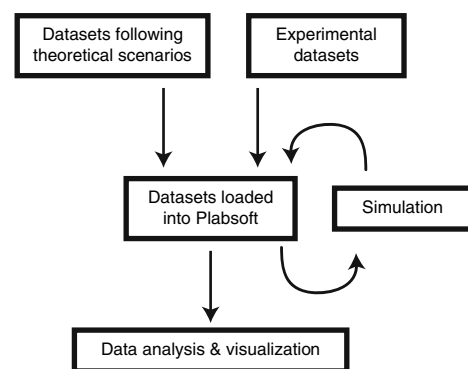 Datasets following
theoretical scenarios
Experimental
datasets
Datasets loaded
into Plabsoft
Simulation
Data analysis & visualization